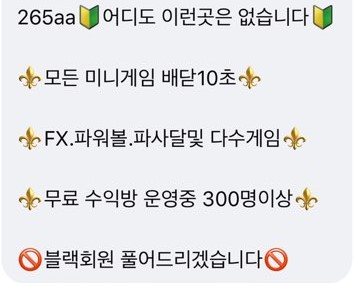 265aa🔰어디도 이런곳은 없습니다🔰
⚜️모든 미니게임 배닫10초⚜️
⚜️FX.파워볼.파사달및 다수게임⚜️
⚜️무료 수익방 운영중 300명이상⚜️
🚫블랙회원 풀어드리겠습니다🚫